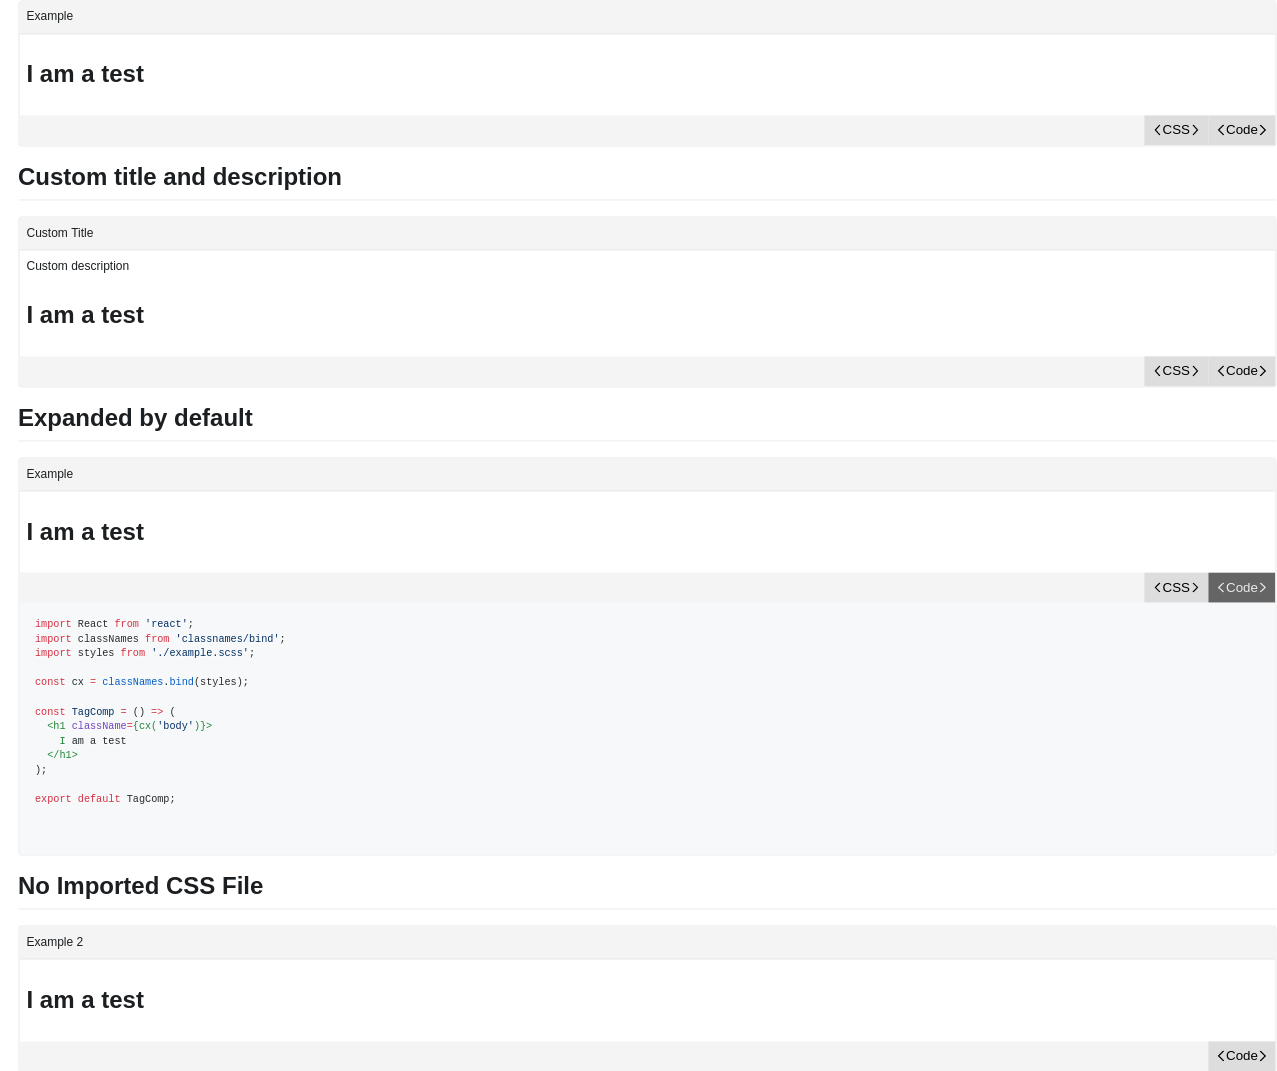 Example
I am a test
<CSS> <Code>
Custom title and description
Custom Title
Custom description
I am a test
<CSS> <Code>
Expanded by default
Example
I am a test
<CSS> <Code>
import React from 'react';
import classNames from 'classnames/bind';
import styles from './example.scss';
const cx = classNames.bind(styles);
const TagComp = () => (
  <h1 className={cx('body')}>
    I am a test
  </h1>
);
export default TagComp;
No Imported CSS File
Example 2
I am a test
<Code>